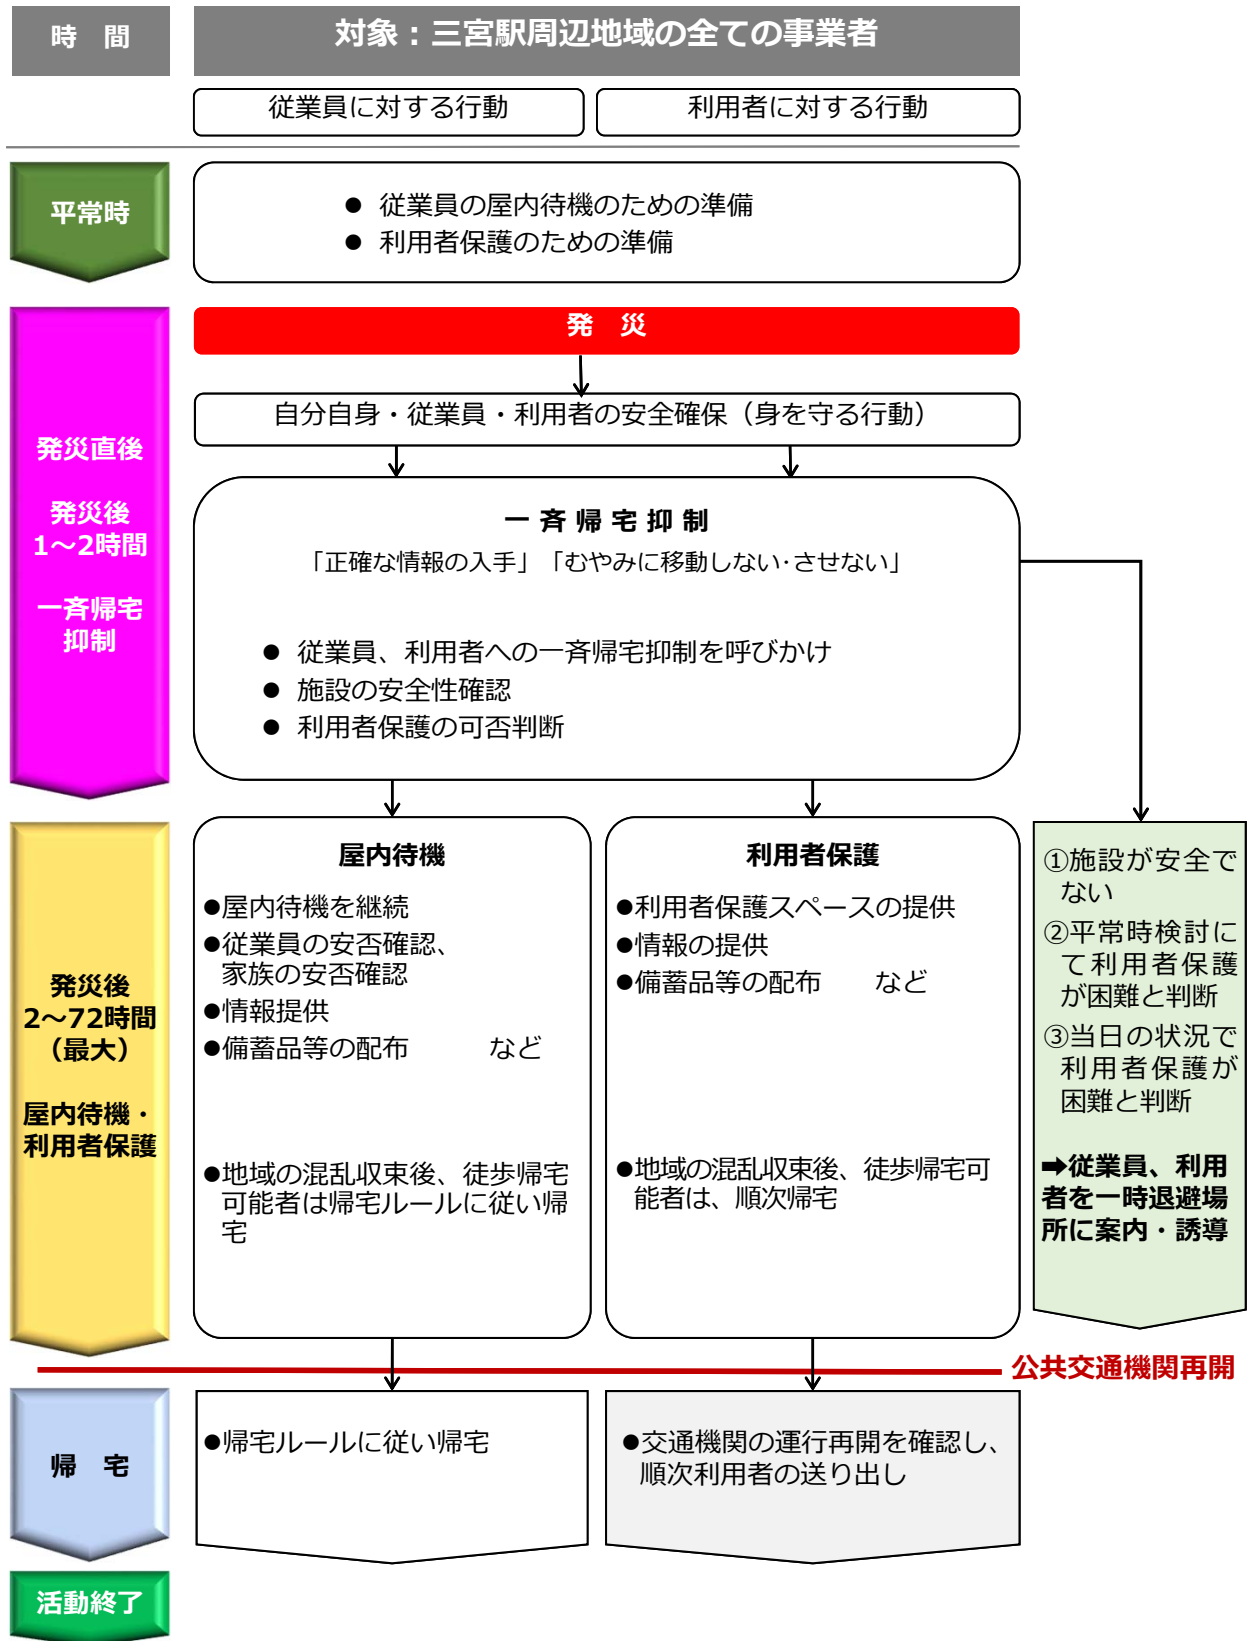 時　間
対象：三宮駅周辺地域の全ての事業者
従業員に対する行動
利用者に対する行動
平常時
● 従業員の屋内待機のための準備
● 利用者保護のための準備
発災直後
発災後
1～2時間
一斉帰宅
抑制
発　災
自分自身・従業員・利用者の安全確保（身を守る行動）
一 斉 帰 宅 抑 制
「正確な情報の入手」「むやみに移動しない･させない」
● 従業員、利用者への一斉帰宅抑制を呼びかけ
● 施設の安全性確認
● 利用者保護の可否判断
発災後
2～72時間
（最大）
屋内待機・
利用者保護
屋内待機
●屋内待機を継続
●従業員の安否確認、
家族の安否確認
●情報提供
●備蓄品等の配布　　　など
●地域の混乱収束後、徒歩帰宅
可能者は帰宅ルールに従い帰
宅
利用者保護
●利用者保護スペースの提供
●情報の提供
●備蓄品等の配布　　など
●地域の混乱収束後、徒歩帰宅可
能者は、順次帰宅
①施設が安全で
ない
②平常時検討に
て利用者保護
が困難と判断
③当日の状況で
利用者保護が
困難と判断
➡従業員、利用
者を一時退避場
所に案内・誘導
公共交通機関再開
帰　宅
●帰宅ルールに従い帰宅
●交通機関の運行再開を確認し、
順次利用者の送り出し
活動終了